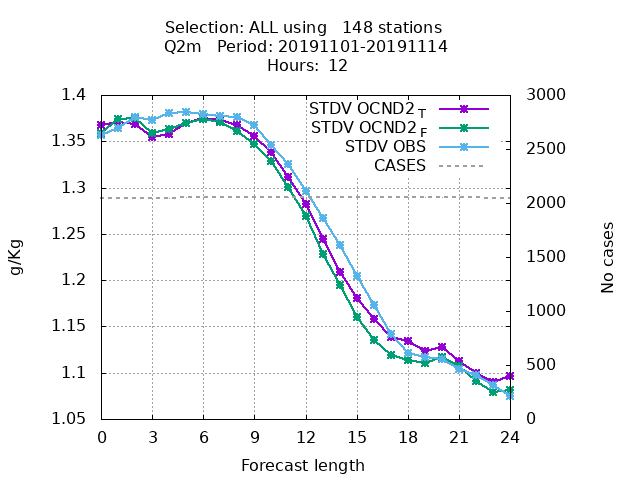 Selection: ALL using   148 stations
Q2m   Period: 20191101-20191114
Hours:  12
STDV OCND2 T
STDV OCND2 F
STDV OBS
CASES
1.4
1.35
1.3
1.25
1.2
1.15
1.1
1.05
g/Kg
3000
2500
2000
1500
1000
500
0
No cases
0 3 6 9 12 15 18 21 24
Forecast length